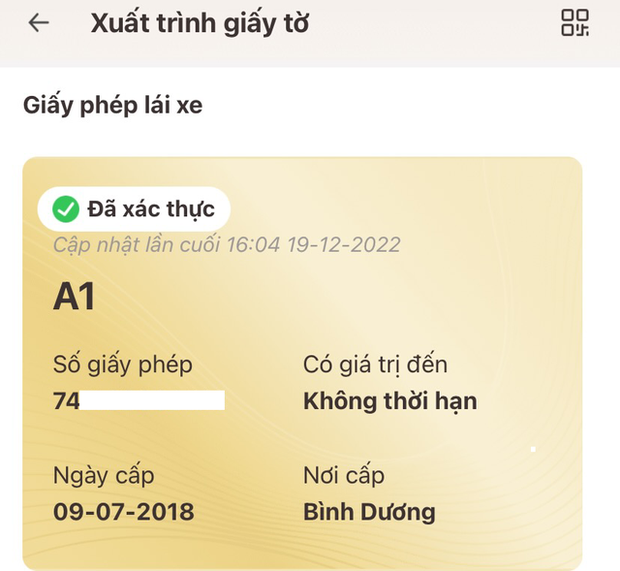 Xuất trình giấy tờ
Giấy phép lái xe
Đã xác thực
Cập nhật lần cuối 16:04 19-12-2022
A1
Số giấy phép
74
Có giá trị đến
Không thời hạn
Ngày cấp
09-07-2018
Nơi cấp
Bình Dương